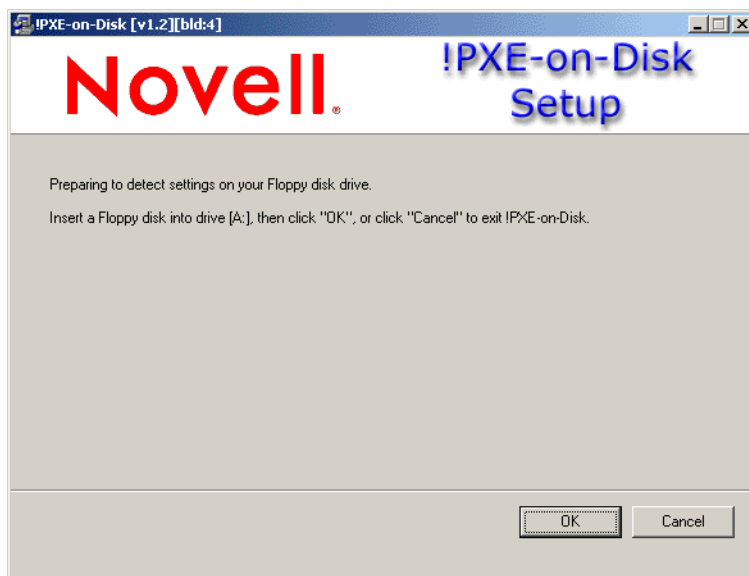 !PXE-on-Disk [v1.2][bld:4]
Novell®
!PXE-on-Disk
Setup
Preparing to detect settings on your Floppy disk drive.
Insert a Floppy disk into drive [A:], then click "OK", or click "Cancel" to exit !PXE-on-Disk.
OK
Cancel